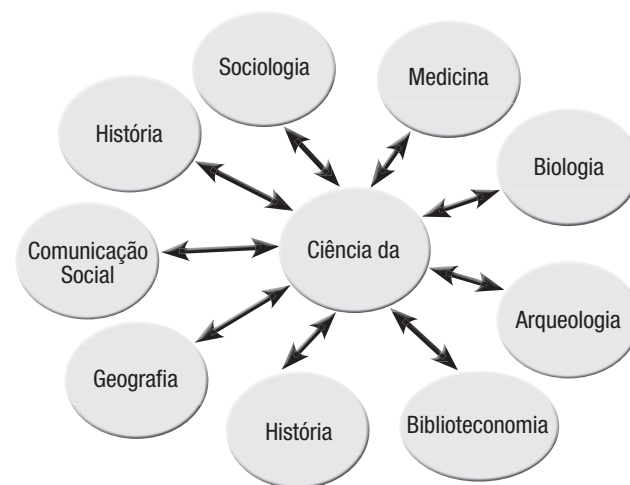 Sociologia
Medicina
História
Biologia
Comunicação
Social
Ciência da
Arqueologia
Geografia
História
Biblioteconomia